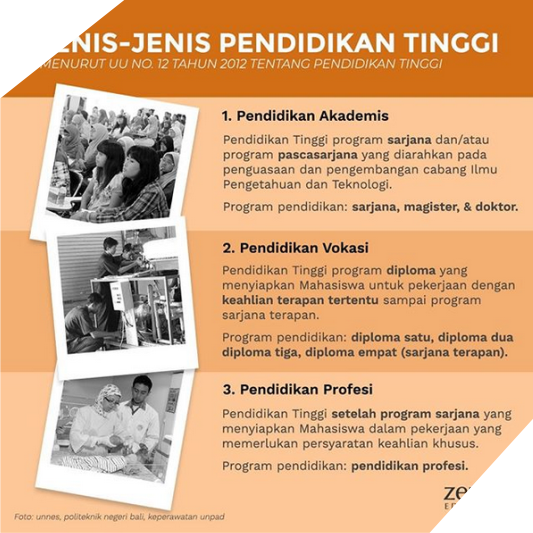 ENIS-JENIS PENDIDIKAN TINGGI
MENURUT UU NO. 12 TAHUN 2012 TENTANG PENDIDIKAN TINGGI
1. Pendidikan Akademis
Pendidikan Tinggi program sarjana dan/atau
program pascasarjana yang diarahkan pada
penguasaan dan pengembangan cabang Ilmu
Pengetahuan dan Teknologi.
Program pendidikan: sarjana, magister, & doktor.
2. Pendidikan Vokasi
Pendidikan Tinggi program diploma yang
menyiapkan Mahasiswa untuk pekerjaan dengan
keahlian terapan tertentu sampai program
sarjana terapan.
Program pendidikan: diploma satu, diploma dua
diploma tiga, diploma empat (sarjana terapan).
3. Pendidikan Profesi
Pendidikan Tinggi setelah program sarjana yang
menyiapkan Mahasiswa dalam pekerjaan yang
memerlukan persyaratan keahlian khusus.
Program pendidikan: pendidikan profesi.
Foto: unnes, politeknik negeri bali, keperawatan unpad